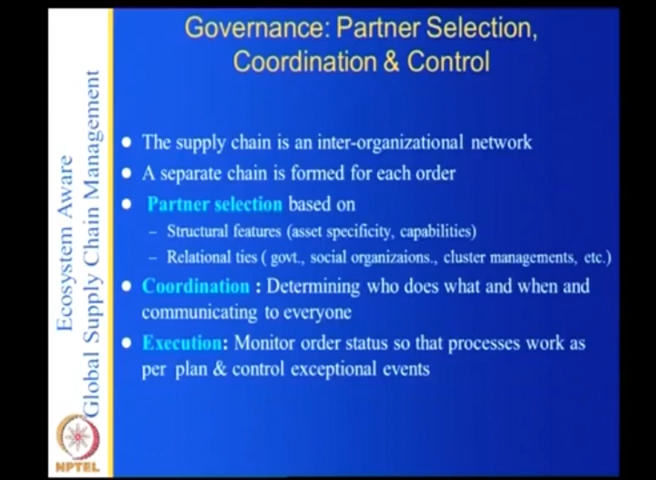 Governance: Partner Selection,
Coordination & Control
The supply chain is an inter-organizational network
A separate chain is formed for each order
Partner selection based on
– Structural features (asset specificity, capabilities)
– Relational ties ( govt., social organizaions., cluster managements, etc.)
Coordination : Determining who does what and when and
communicating to everyone
Execution: Monitor order status so that processes work as
per plan & control exceptional events
Ecosystem Aware
Global Supply Chain Management
NPTEL